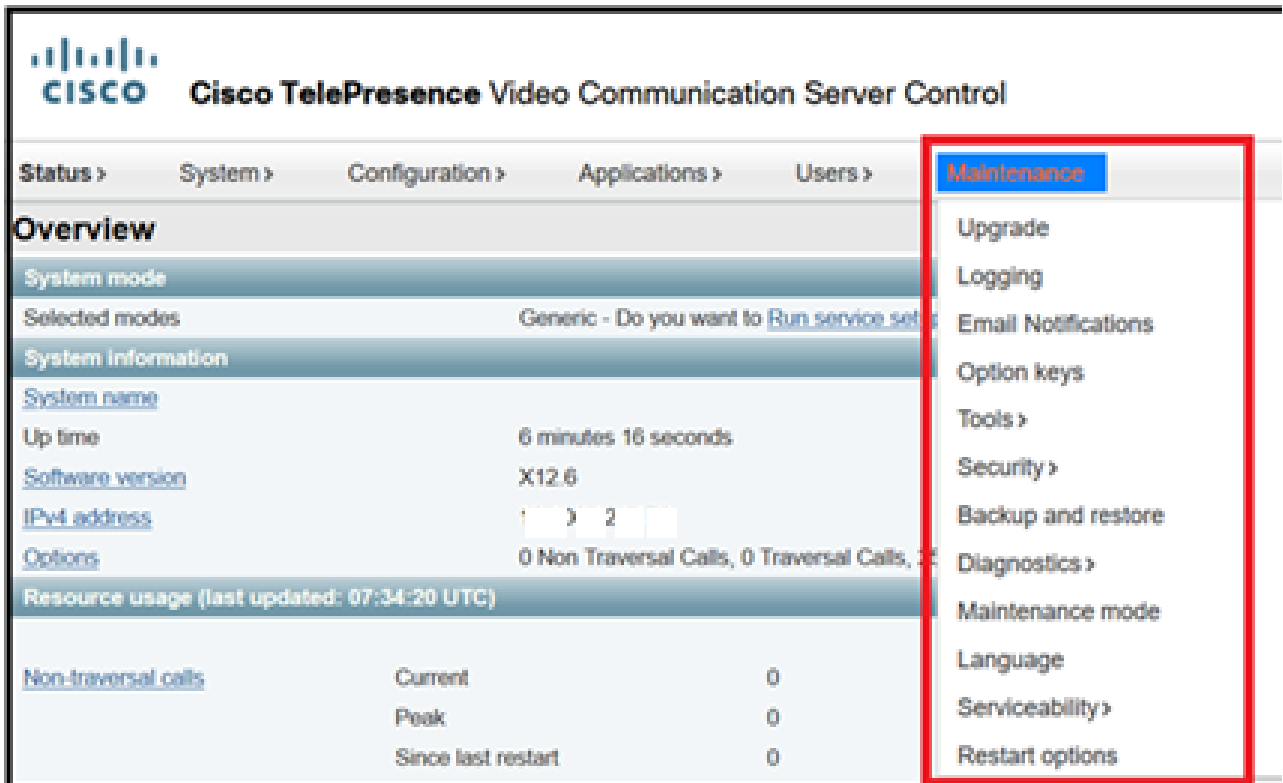 CISCO
Cisco TelePresence Video Communication Server Control
Status› System› Configuration› Applications› Users› Maintenance
Overview
System mode
Selected modes Generic - Do you want to Run service
System information
System name
Up time 6 minutes 16 seconds
Software version X12.6
IPv4 address
Options 0 Non Traversal Calls, 0 Traversal Calls,
Resource usage (last updated: 07:34:20 UTC)
Non-traversal calls Current 0
Peak 0
Since last restart 0
Upgrade
Logging
Email Notifications
Option keys
Tools›
Security›
Backup and restore
Diagnostics›
Maintenance mode
Language
Serviceability›
Restart options